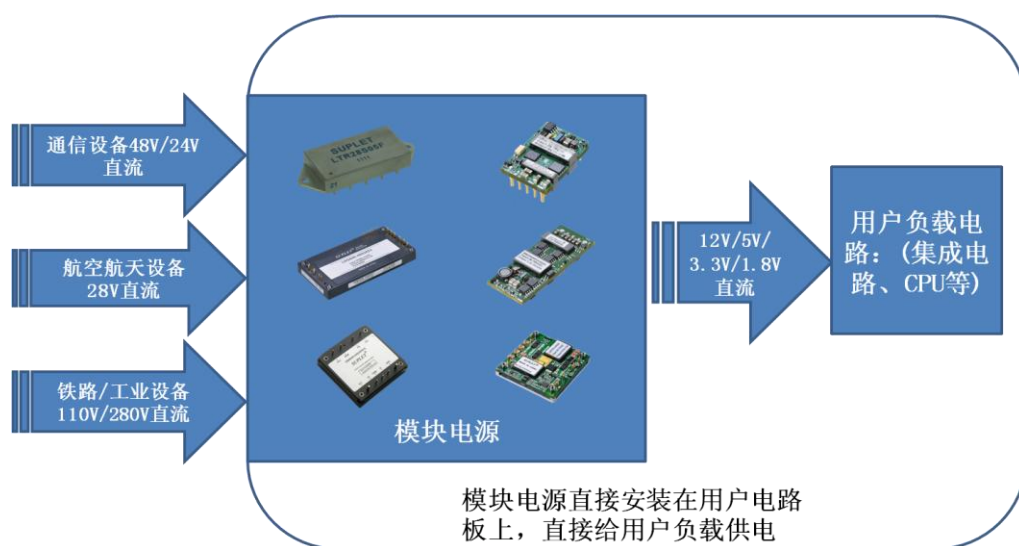 通信设备48V/24V
直流
航空航天设备
28V直流
铁路/工业设备
110V/280V直流
SUPLET
LTR28S05F
模块电源
12V/5V/
3.3V/1.8V
直流
用户负载电
路：(集成电
路、CPU等)
模块电源直接安装在用户电路
板上，直接给用户负载供电